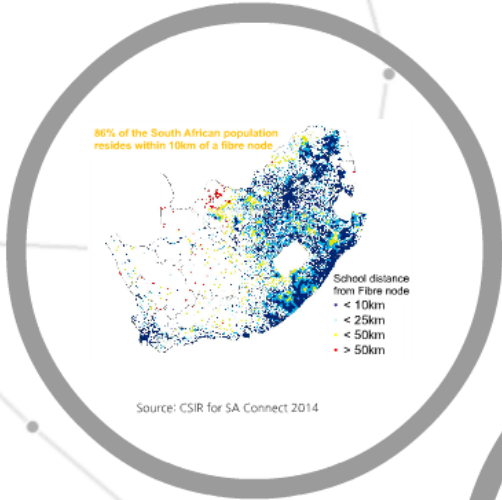 86% of the South African population
resides within 10km of a fibre node
School distance
from Fibre node
< 10km
< 25km
< 50km
> 50km
Source: CSIR for SA Connect 2014